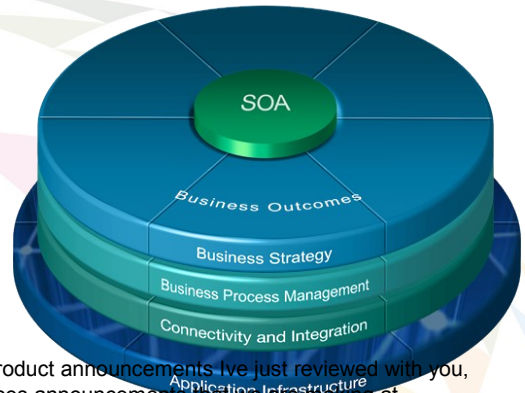 SOA
Business Outcomes
Business Strategy
Business Process Management
Connectivity and Integration
roduct announcements Ive just reviewed with you,
Application Infrastructure
announcements